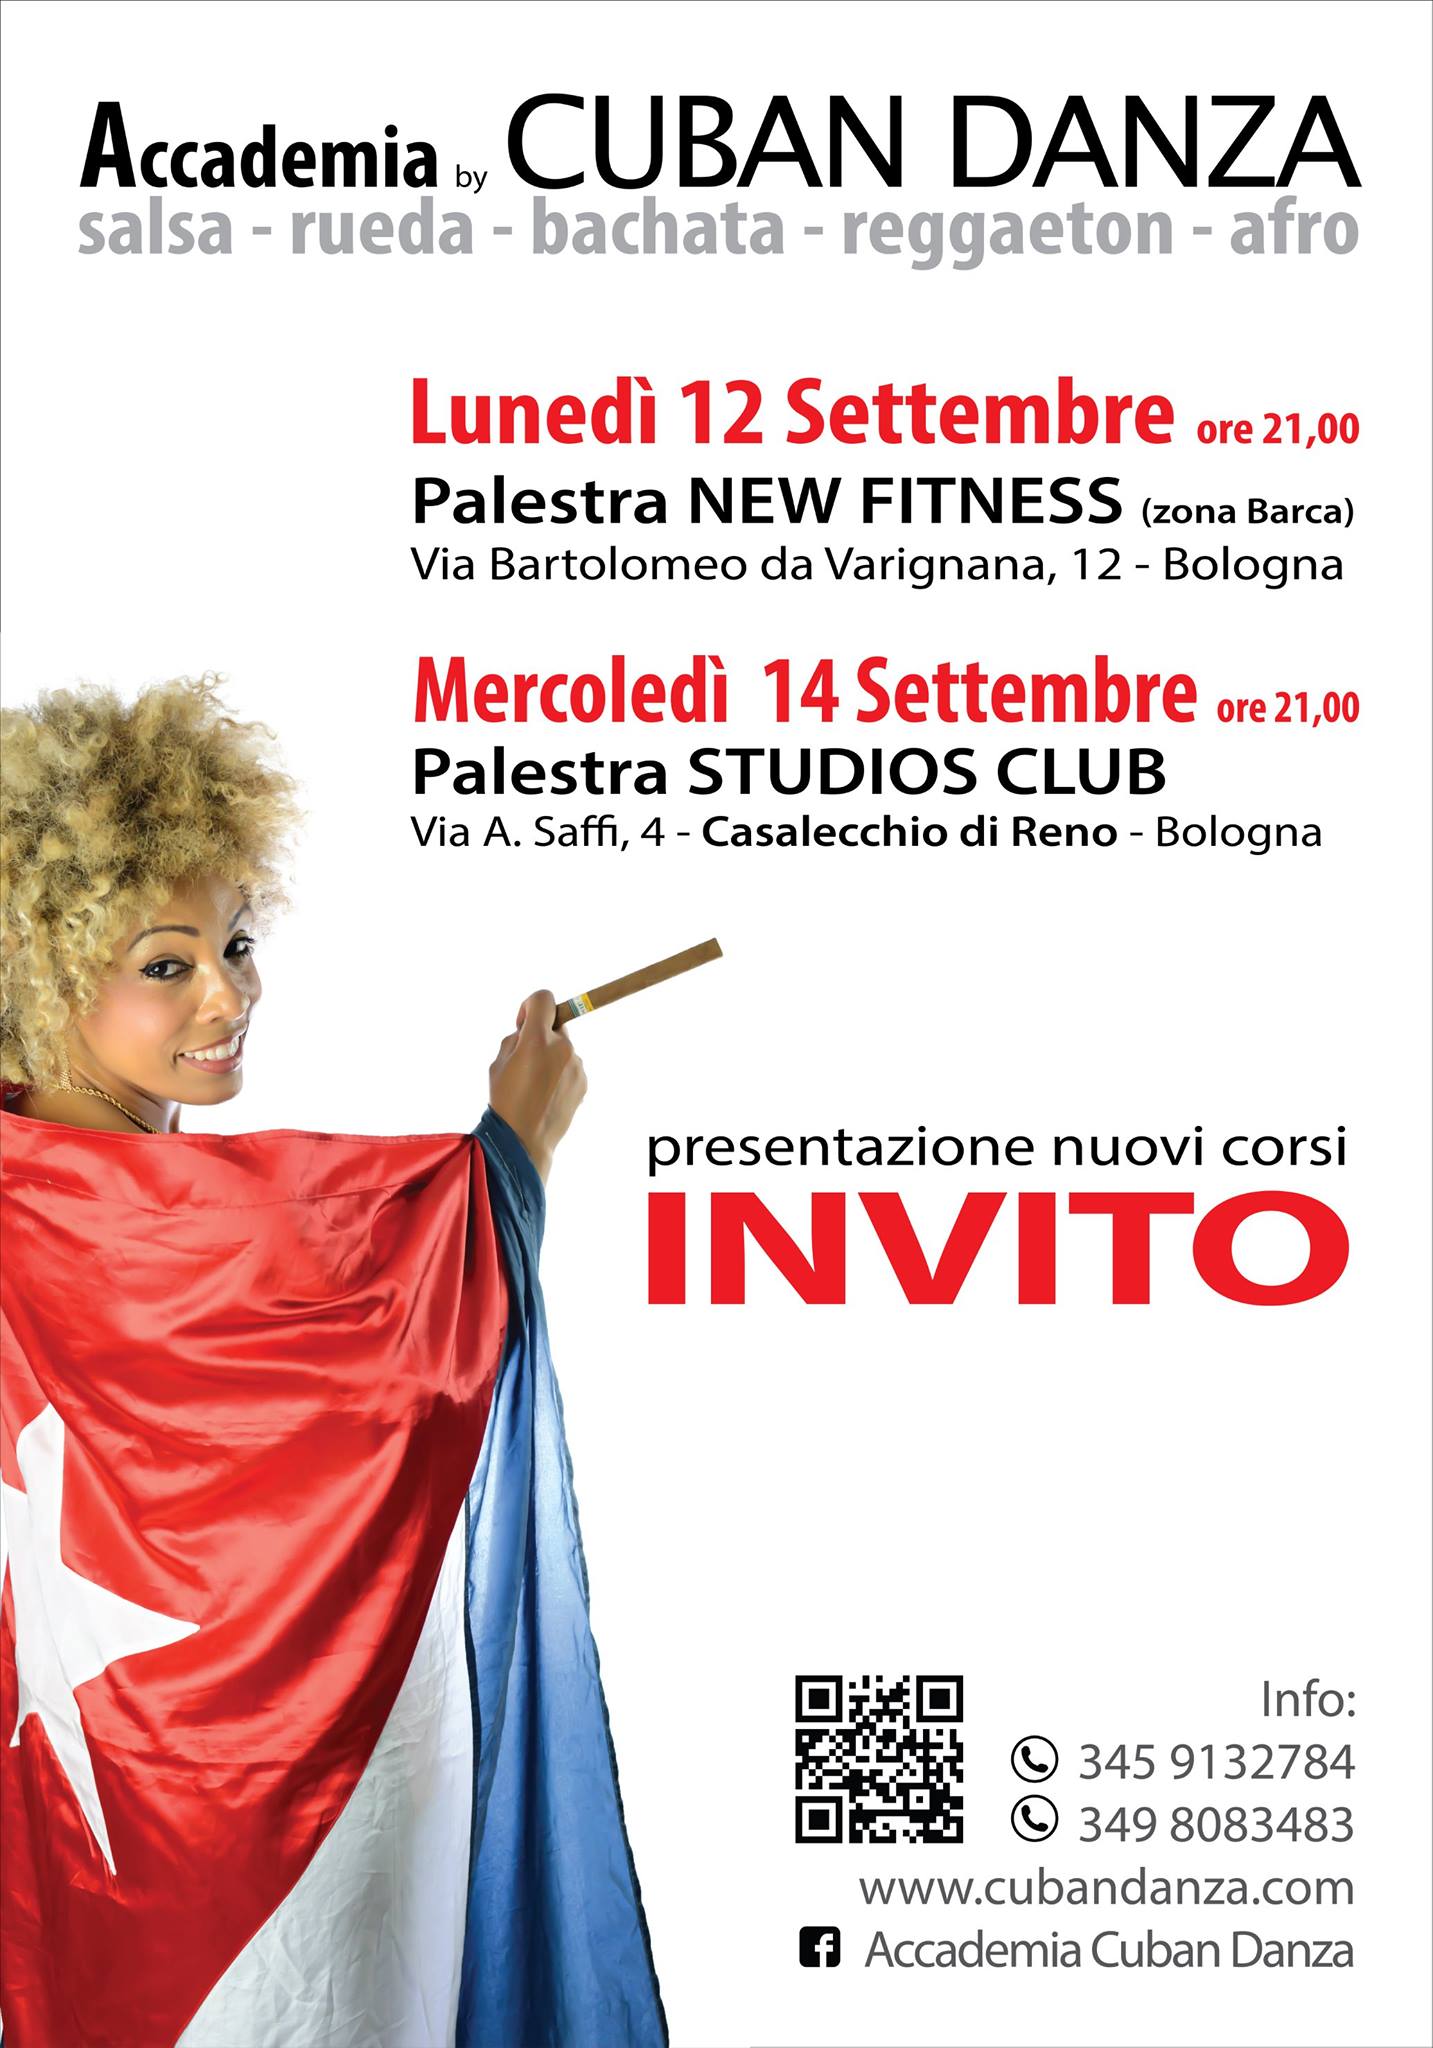 Accademia by CUBAN DANZA
salsa - rueda - bachata - reggaeton - afro
Lunedì 12 Settembre ore 21,00
Palestra NEW FITNESS (zona Barca)
Via Bartolomeo da Varignana, 12 - Bologna
Mercoledì 14 Settembre ore 21,00
Palestra STUDIOS CLUB
Via A. Saffi, 4 - Casalecchio di Reno - Bologna
presentazione nuovi corsi
INVITO
Info:
345 9132784
349 8083483
www.cubandanza.com
Accademia Cuban Danza